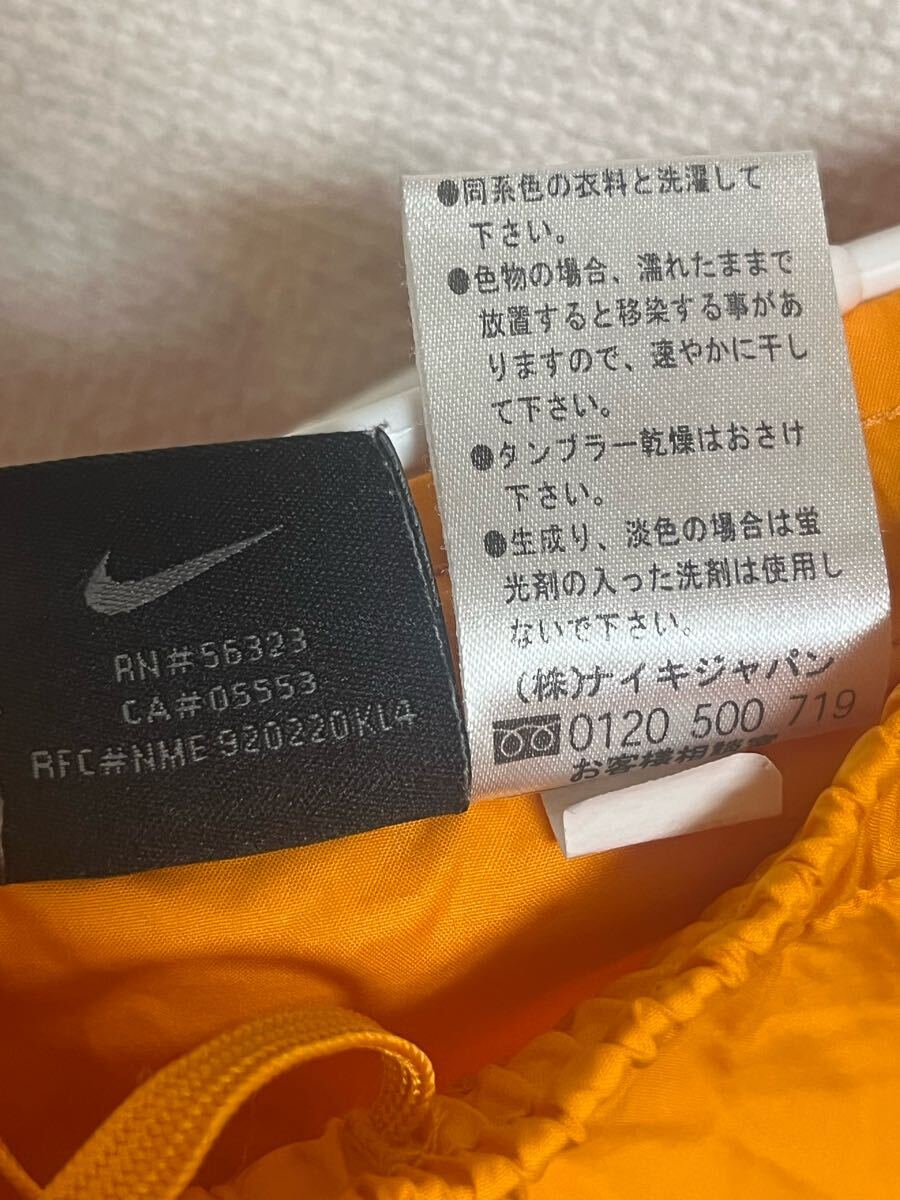 ●同系色の衣料と洗濯して
下さい。
●色物の場合、濡れたままで
放置すると移染する事があ
りますので、速やかに干し
て下さい。
●タンブラー乾燥はおさけ
下さい。
●生成り、淡色の場合は蛍
光剤の入った洗剤は使用し
ないで下さい。
(株)ナイキジャパン
0120 500 719
お客様相談室
RN#56323
CA#05553
RFC#NME920220KL4